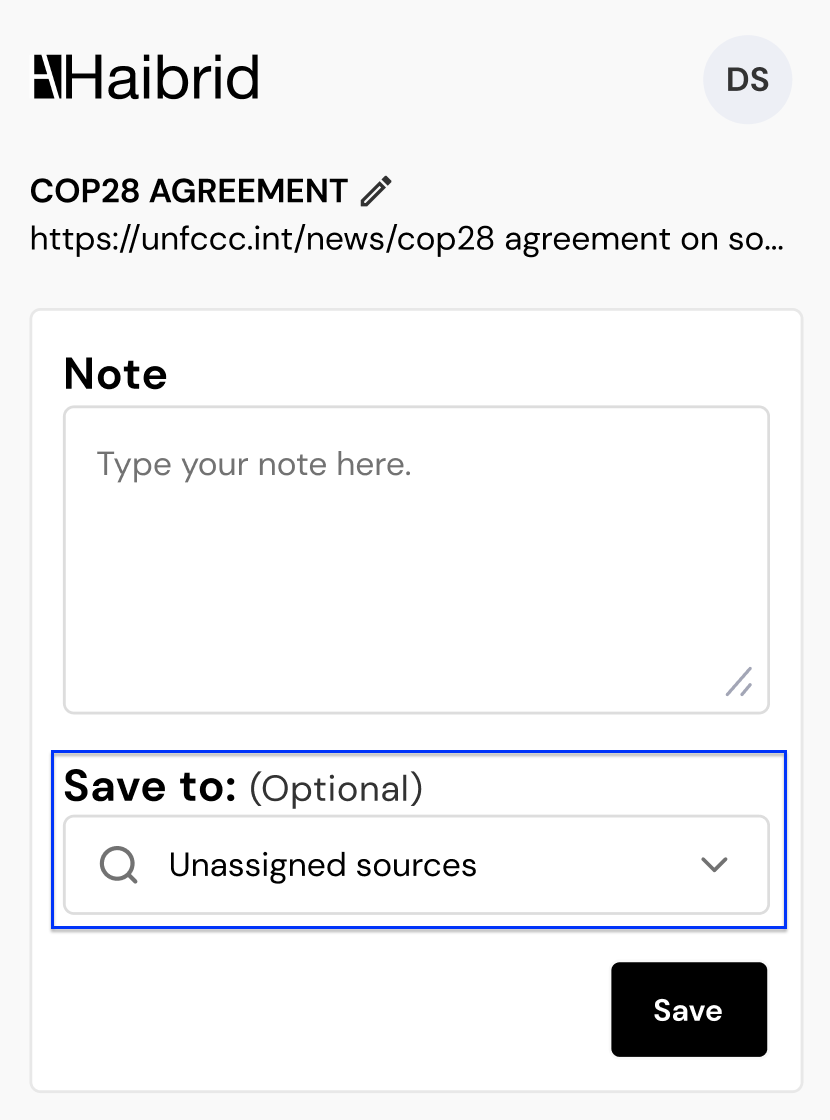 Haibrid
DS
COP28 AGREEMENT
https://unfccc.int/news/cop28 agreement on so...
Note
Type your note here.
Save to: (Optional)
Unassigned sources
Save